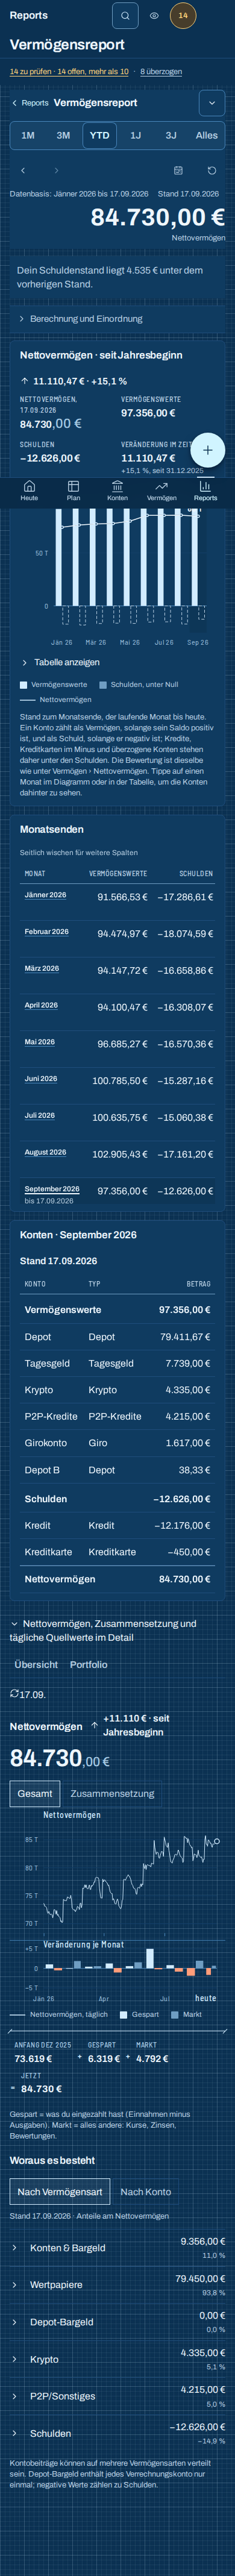 Reports
14
Vermögensreport
14 zu prüfen · 14 offen, mehr als 10 · 8 überzogen
Reports Vermögensreport
1M 3M YTD 1J 3J Alles
Datenbasis: Jänner 2026 bis 17.09.2026 Stand 17.09.2026
84.730,00 €
Nettovermögen
Dein Schuldenstand liegt 4.535 € unter dem
vorherigen Stand.
Berechnung und Einordnung
Nettovermögen · seit Jahresbeginn
11.110,47 € · +15,1 %
NETTOVERMÖGEN,
17.09.2026
84.730,00 €
VERMÖGENSWERTE
97.356,00 €
SCHULDEN
−12.626,00 €
VERÄNDERUNG IM ZEIT
11.110,47 €
+15,1 %, seit 31.12.2025
Heute Plan Konten Vermögen Reports
50 T
0
Jän 26 Mär 26 Mai 26 Jul 26 Sep 26
Tabelle anzeigen
Vermögenswerte Schulden, unter Null
Nettovermögen
Stand zum Monatsende, der laufende Monat bis heute.
Ein Konto zählt als Vermögen, solange sein Saldo positiv
ist, und als Schuld, solange er negativ ist; Kredite,
Kreditkarten im Minus und überzogene Konten stehen
daher unter den Schulden. Die Bewertung ist dieselbe
wie unter Vermögen › Nettovermögen. Tippe auf einen
Monat im Diagramm oder in der Tabelle, um die Konten
dahinter zu sehen.
Monatsenden
Seitlich wischen für weitere Spalten
MONAT VERMÖGENSWERTE SCHULDEN
Jänner 2026 91.566,53 € −17.286,61 €
Februar 2026 94.474,97 € −18.074,59 €
März 2026 94.147,72 € −16.658,86 €
April 2026 94.100,47 € −16.308,07 €
Mai 2026 96.685,27 € −16.570,36 €
Juni 2026 100.785,50 € −15.287,16 €
Juli 2026 100.635,75 € −15.060,38 €
August 2026 102.905,43 € −17.161,20 €
September 2026 97.356,00 € −12.626,00 €
bis 17.09.2026
Konten · September 2026
Stand 17.09.2026
KONTO TYP BETRAG
Vermögenswerte 97.356,00 €
Depot Depot 79.411,67 €
Tagesgeld Tagesgeld 7.739,00 €
Krypto Krypto 4.335,00 €
P2P-Kredite P2P-Kredite 4.215,00 €
Girokonto Giro 1.617,00 €
Depot B Depot 38,33 €
Schulden −12.626,00 €
Kredit Kredit −12.176,00 €
Kreditkarte Kreditkarte −450,00 €
Nettovermögen 84.730,00 €
Nettovermögen, Zusammensetzung und
tägliche Quellwerte im Detail
Übersicht Portfolio
17.09.
Nettovermögen
+11.110 € · seit
Jahresbeginn
84.730,00 €
Gesamt Zusammensetzung
Nettovermögen
85 T
80 T
75 T
70 T
Veränderung je Monat
+5 T
0
−5 T
Jän 26 Apr Jul heute
Nettovermögen, täglich Gespart Markt
ANFANG DEZ 2025 GESPART MARKT
73.619 € + 6.319 € + 4.792 €
JETZT
= 84.730 €
Gespart = was du eingezahlt hast (Einnahmen minus
Ausgaben). Markt = alles andere: Kurse, Zinsen,
Bewertungen.
Woraus es besteht
Nach Vermögensart Nach Konto
Stand 17.09.2026 · Anteile am Nettovermögen
Konten & Bargeld 9.356,00 €
11,0 %
Wertpapiere 79.450,00 €
93,8 %
Depot-Bargeld 0,00 €
0,0 %
Krypto 4.335,00 €
5,1 %
P2P/Sonstiges 4.215,00 €
5,0 %
Schulden −12.626,00 €
−14,9 %
Kontobeiträge können auf mehrere Vermögensarten verteilt
sein. Depot-Bargeld enthält jedes Verrechnungskonto nur
einmal; negative Werte zählen zu Schulden.